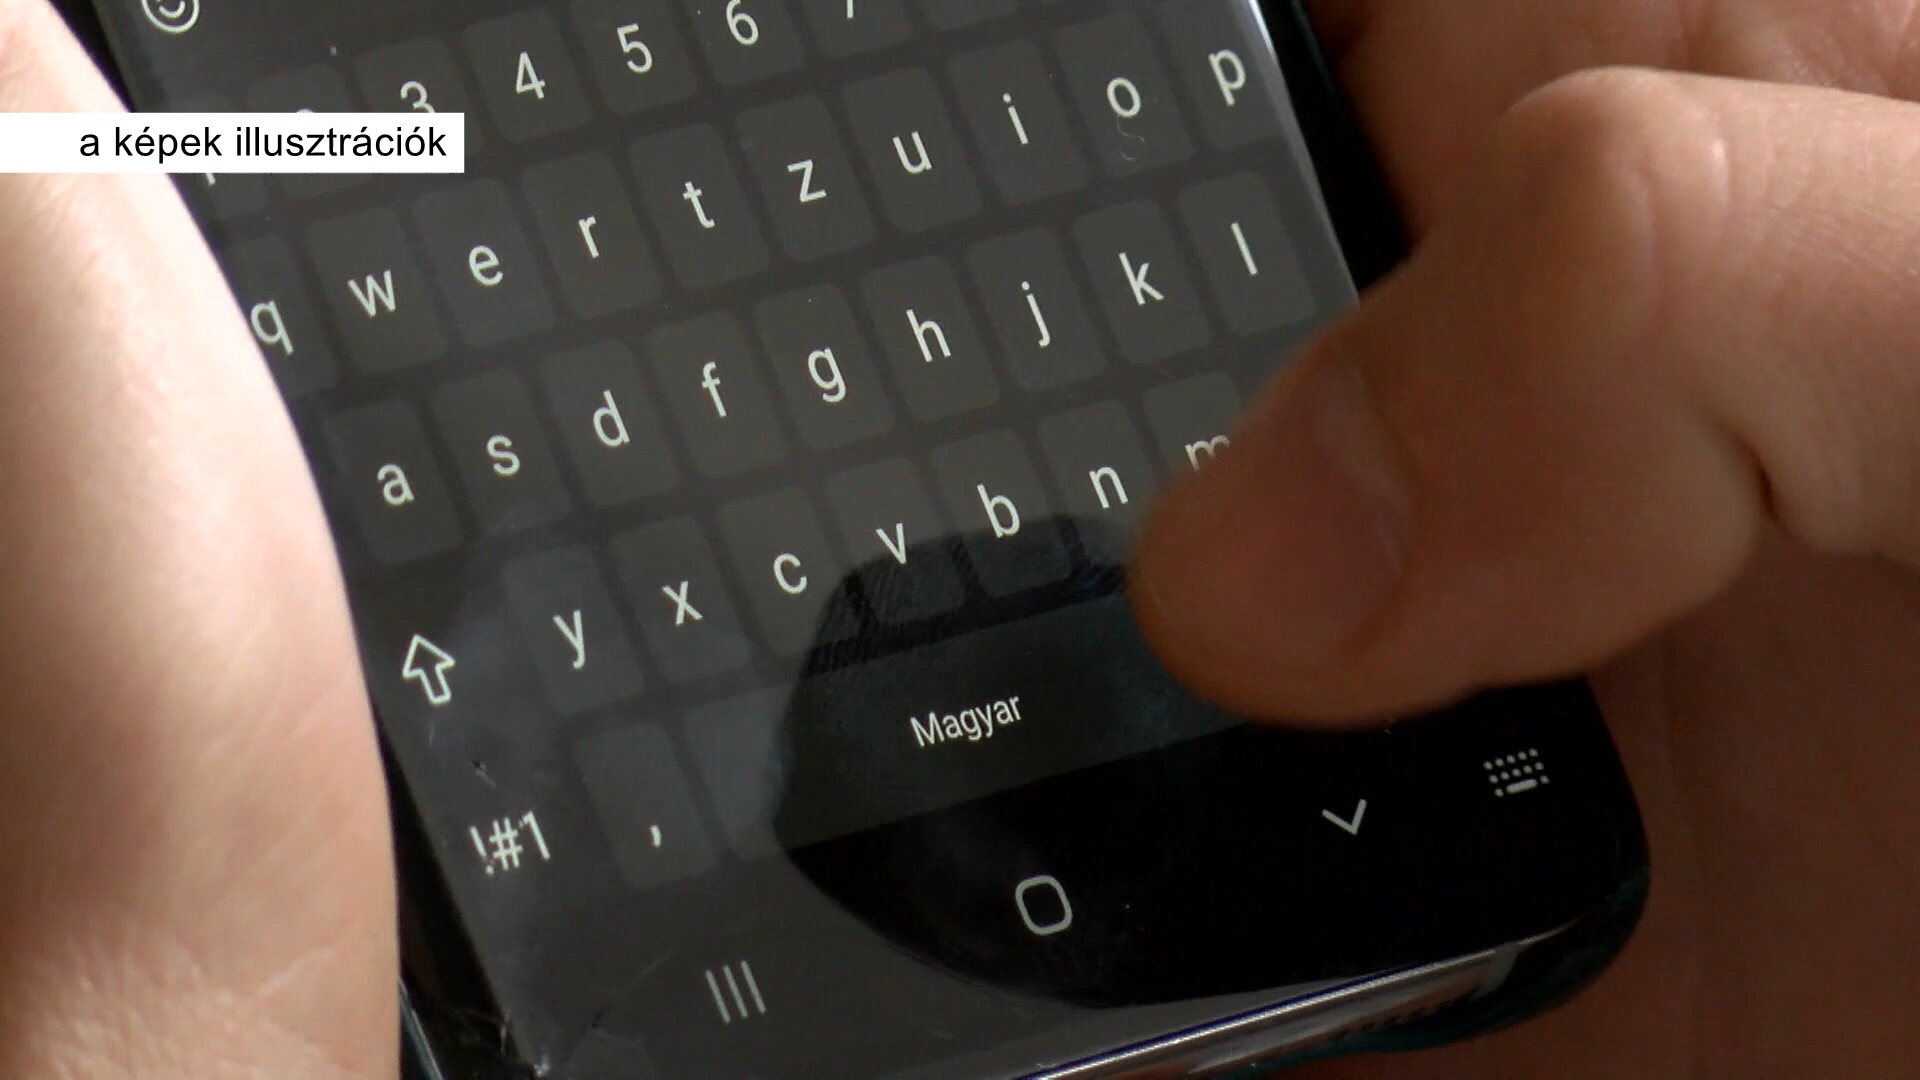 3 4 5 6
a képek illusztrációk
q w e r t z u i o p
a s d f g h j k l
y x c v b n m
!#1 , Magyar